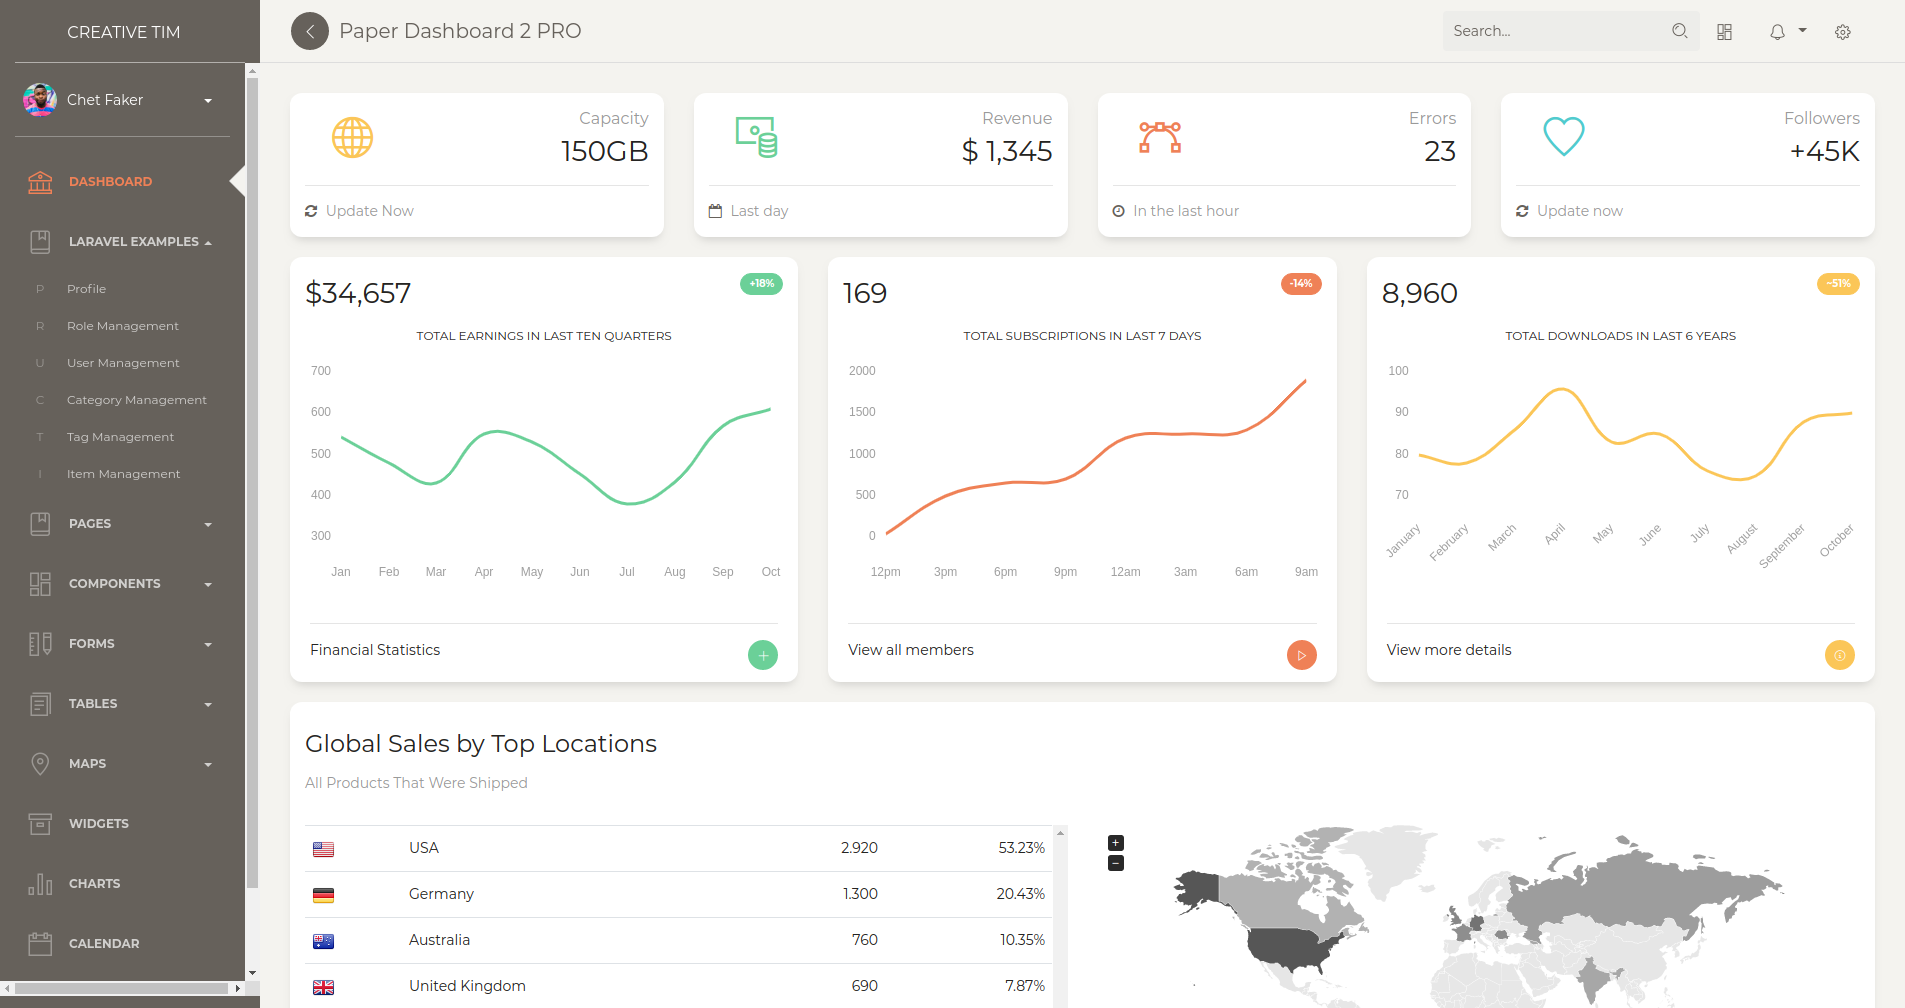 CREATIVE TIM
Chet Faker
DASHBOARD
LARAVEL EXAMPLES
P Profile
R Role Management
U User Management
C Category Management
T Tag Management
I Item Management
PAGES
COMPONENTS
FORMS
TABLES
MAPS
WIDGETS
CHARTS
CALENDAR
Paper Dashboard 2 PRO
Search...
Capacity
150GB
Update Now
Revenue
$ 1,345
Last day
Errors
23
In the last hour
Followers
+45K
Update now
$34,657
+18%
TOTAL EARNINGS IN LAST TEN QUARTERS
700
600
500
400
300
Jan Feb Mar Apr May Jun Jul Aug Sep Oct
Financial Statistics
169
-14%
TOTAL SUBSCRIPTIONS IN LAST 7 DAYS
2000
1500
1000
500
0
12pm 3pm 6pm 9pm 12am 3am 6am 9am
View all members
8,960
~51%
TOTAL DOWNLOADS IN LAST 6 YEARS
100
90
80
70
January February March April May June July August September October
View more details
Global Sales by Top Locations
All Products That Were Shipped
USA 2.920 53.23%
Germany 1.300 20.43%
Australia 760 10.35%
United Kingdom 690 7.87%
+
−